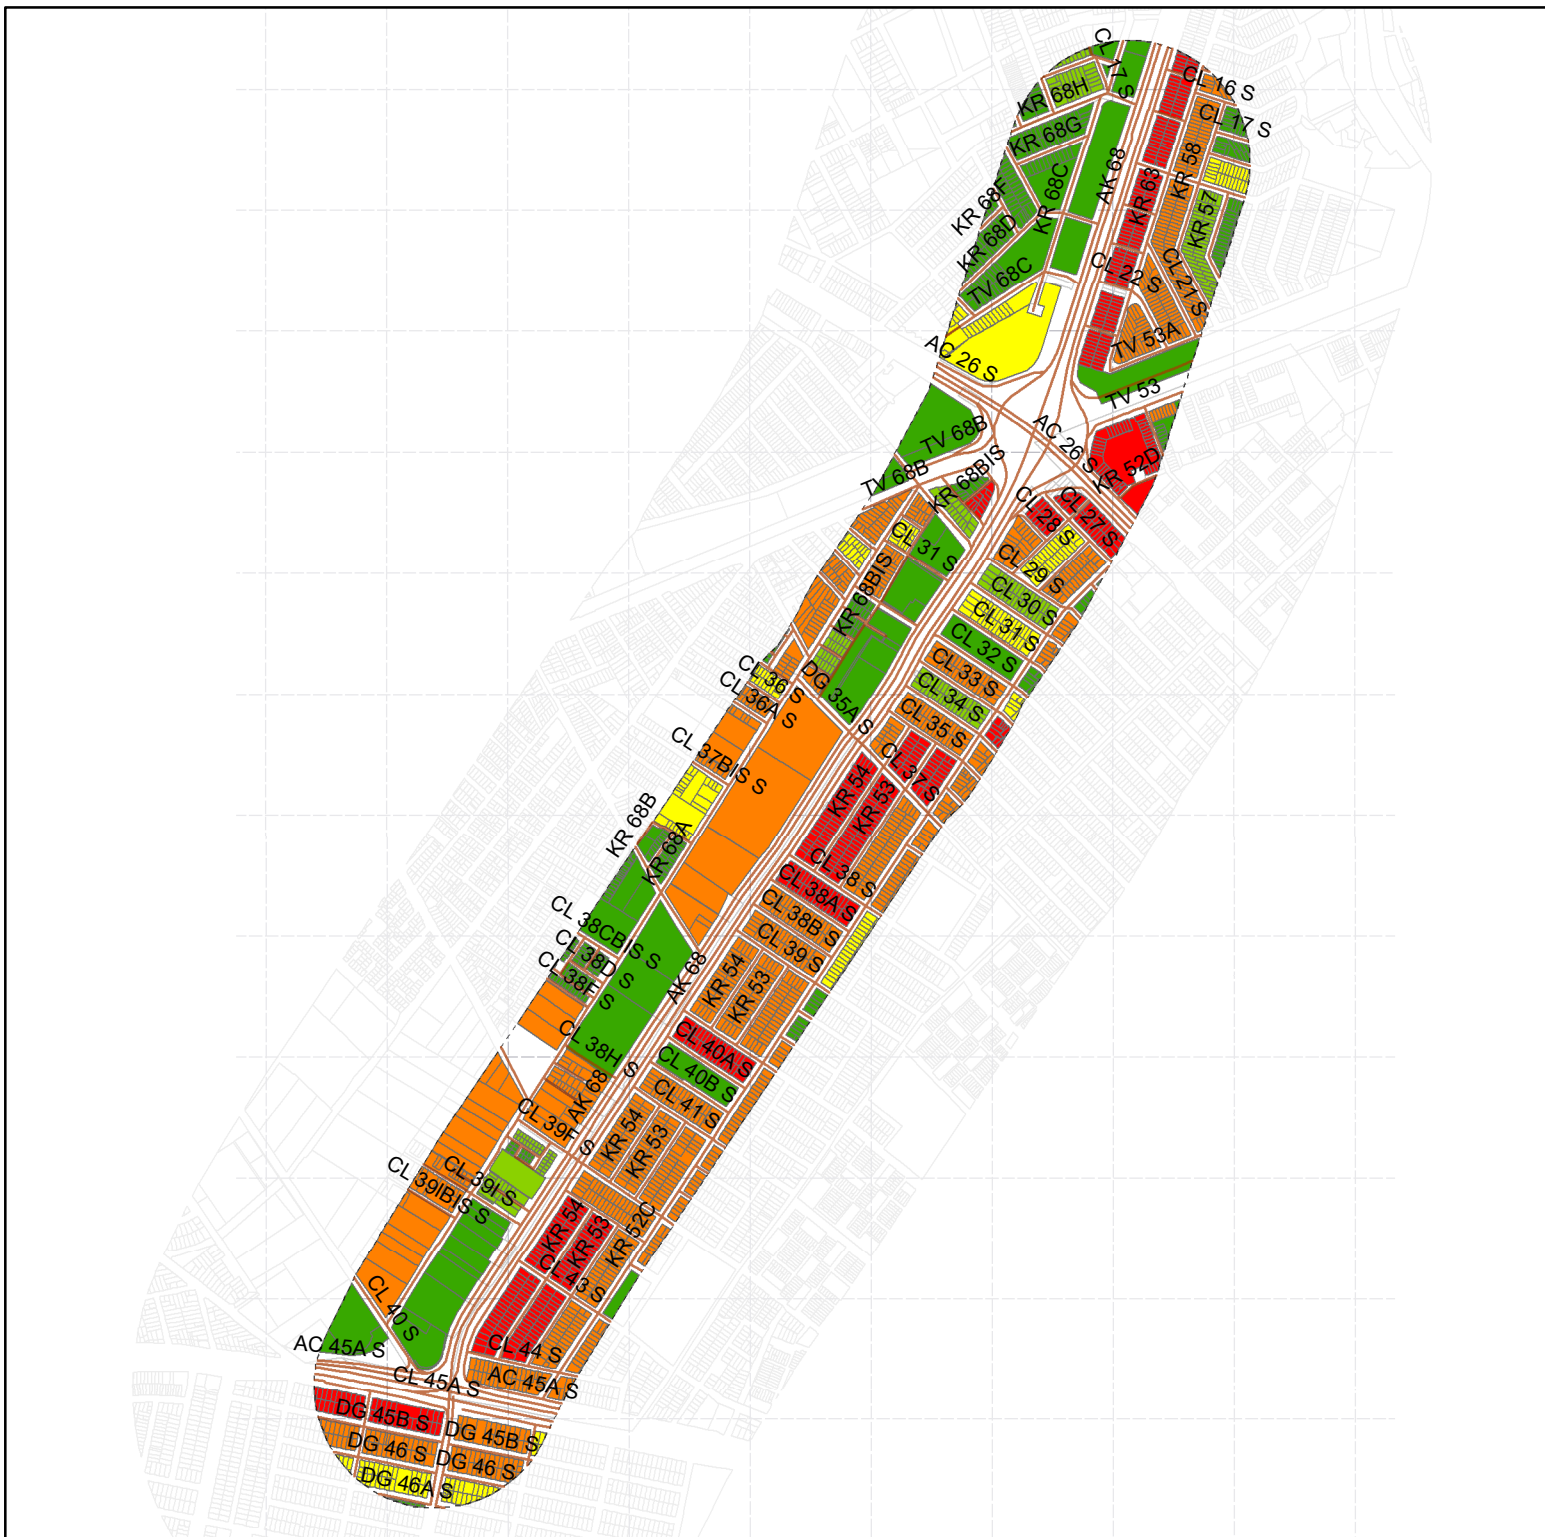 CL 17 S
CL 16 S
KR 68H
CL 17 S
KR 68G
KR 58
AK 68
KR 68C
KR 63
KR 68F
KR 57
KR 68D
TV 68C
CL 22 S
CL 21 S
TV 53A
AC 26 S
TV 53
TV 68B
AC 26 S
KR 52D
TV 68B
KR 68BIS
CL 28 S
CL 27 S
CL 31 S
CL 29 S
KR 68BIS
CL 30 S
CL 31 S
CL 32 S
CL 33 S
CL 36 S
CL 36A S
DG 35A S
CL 34 S
CL 35 S
CL 37BIS S
CL 37 S
KR 54
KR 53
KR 68B
KR 68A
CL 38 S
CL 38A S
CL 38B S
CL 38CBIS S
CL 39 S
CL 38D S
CL 38F S
AK 68
KR 54
KR 53
CL 38H S
CL 40A S
CL 40B S
AK 68
CL 41 S
CL 39F S
KR 54
KR 53
CL 39I S
CL 39IBIS S
KR 54
KR 53
KR 52C
CL 43 S
CL 40 S
AC 45A S
CL 44 S
CL 45A S
AC 45A S
DG 45B S
DG 45B S
DG 46 S
DG 46 S
DG 46A S